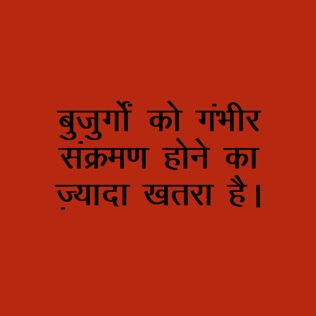 बुजुर्गों को गंभीर
संक्रमण होने का
ज़्यादा खतरा है।